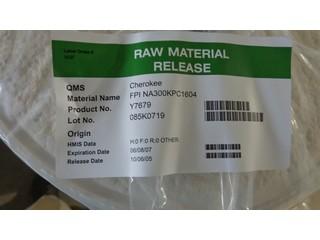 RAW MATERIAL
RELEASE
QMS Cherokee
Material Name FPI NA300KPC1604
Product No. Y7679
Lot No. 085K0719
Origin
HMIS Data H:0 F:0 R:0 OTHER:
Expiration Date 06/08/07
Release Date 10/06/05